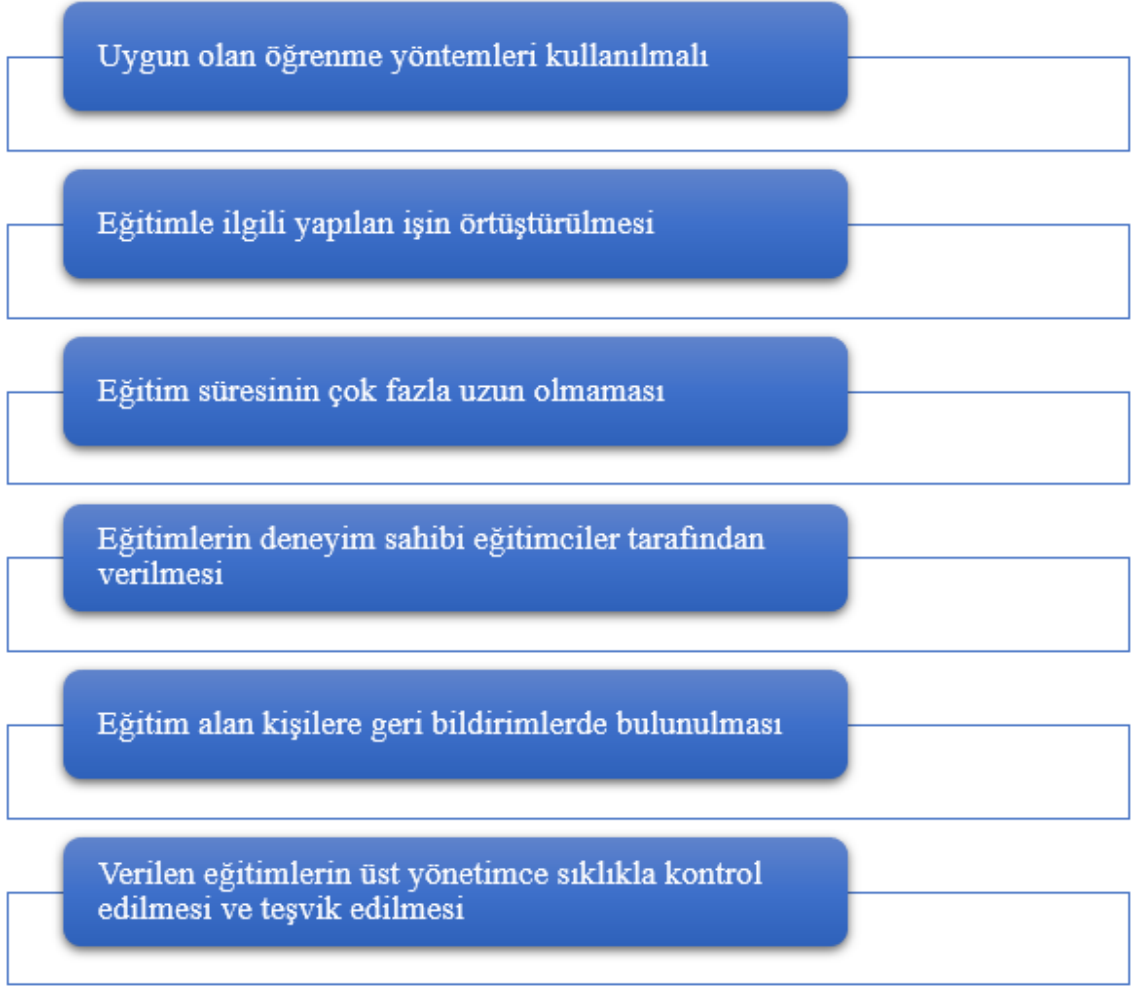 Uygun olan öğrenme yöntemleri kullanılmalı
Eğitimle ilgili yapılan işin örtüştürülmesi
Eğitim süresinin çok fazla uzun olmaması
Eğitimlerin deneyim sahibi eğitimciler tarafından
verilmesi
Eğitim alan kişilere geri bildirimlerde bulunulması
Verilen eğitimlerin üst yönetimce sıklıkla kontrol
edilmesi ve teşvik edilmesi